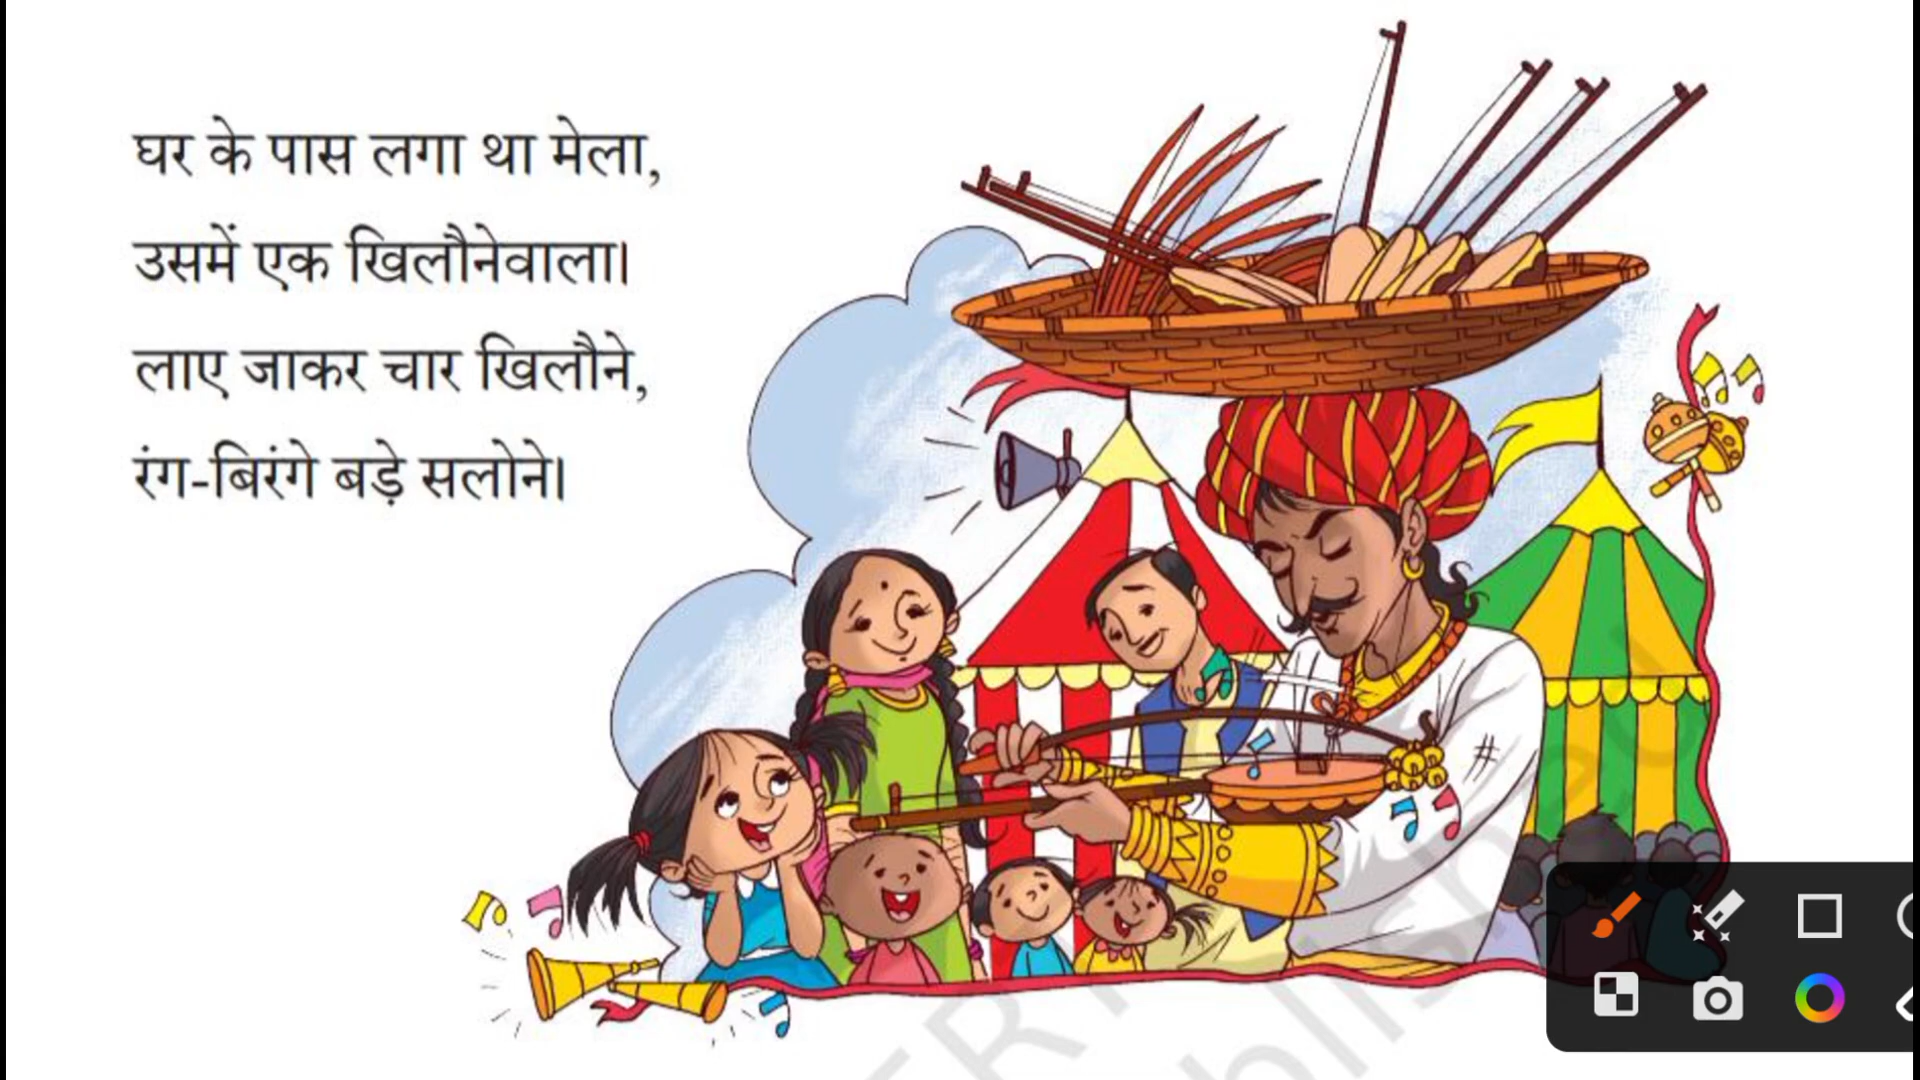 घर के पास लगा था मेला,
उसमें एक खिलौनेवाला।
लाए जाकर चार खिलौने,
रंग-बिरंगे बड़े सलोने।